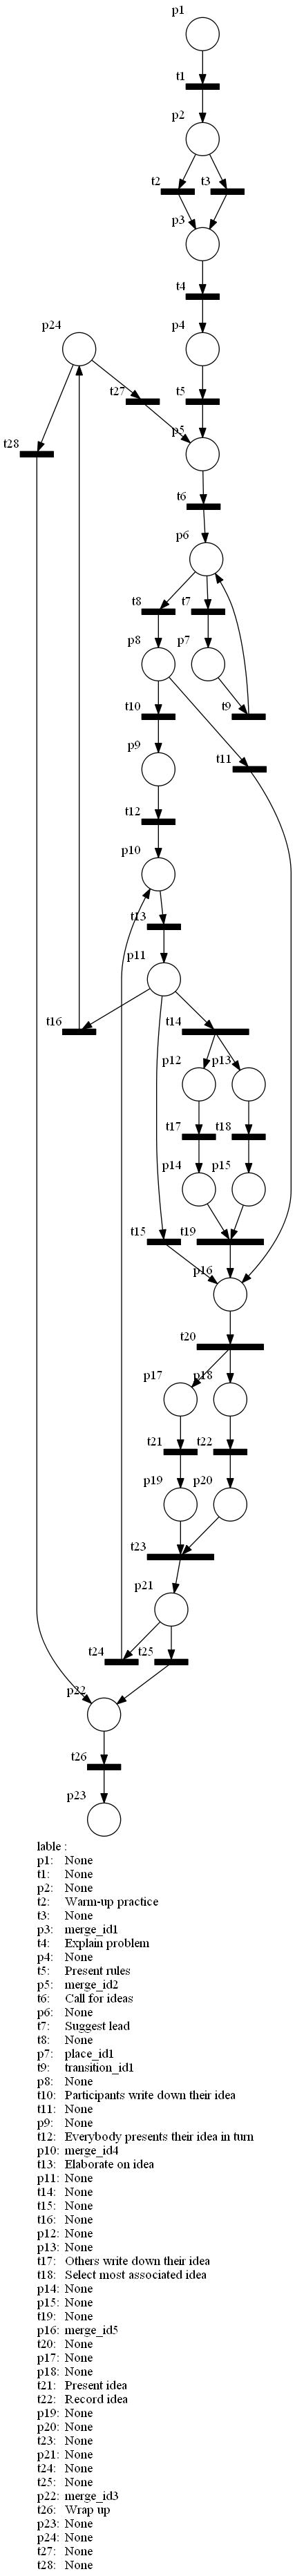 p1
t1
p2
t2
t3
p3
t4
p24
p4
t27
t5
t28
p5
t6
p6
t8
t7
p8
p7
t10
t9
p9
t11
t12
p10
t13
p11
t16
t14
p12
p13
t17
t18
p14
p15
t15
t19
p16
t20
p17
p18
t21
t22
p19
p20
t23
p21
t24
t25
p22
t26
p23
lable :
p1: None
t1: None
p2: None
t2: Warm-up practice
t3: None
p3: merge_id1
t4: Explain problem
p4: None
t5: Present rules
p5: merge_id2
t6: Call for ideas
p6: None
t7: Suggest lead
t8: None
p7: place_id1
t9: transition_id1
p8: None
t10: Participants write down their idea
t11: None
p9: None
t12: Everybody presents their idea in turn
p10: merge_id4
t13: Elaborate on idea
p11: None
t14: None
t15: None
t16: None
p12: None
p13: None
t17: Others write down their idea
t18: Select most associated idea
p14: None
p15: None
t19: None
p16: merge_id5
t20: None
p17: None
p18: None
t21: Present idea
t22: Record idea
p19: None
p20: None
t23: None
p21: None
t24: None
t25: None
p22: merge_id3
t26: Wrap up
p23: None
p24: None
t27: None
t28: None